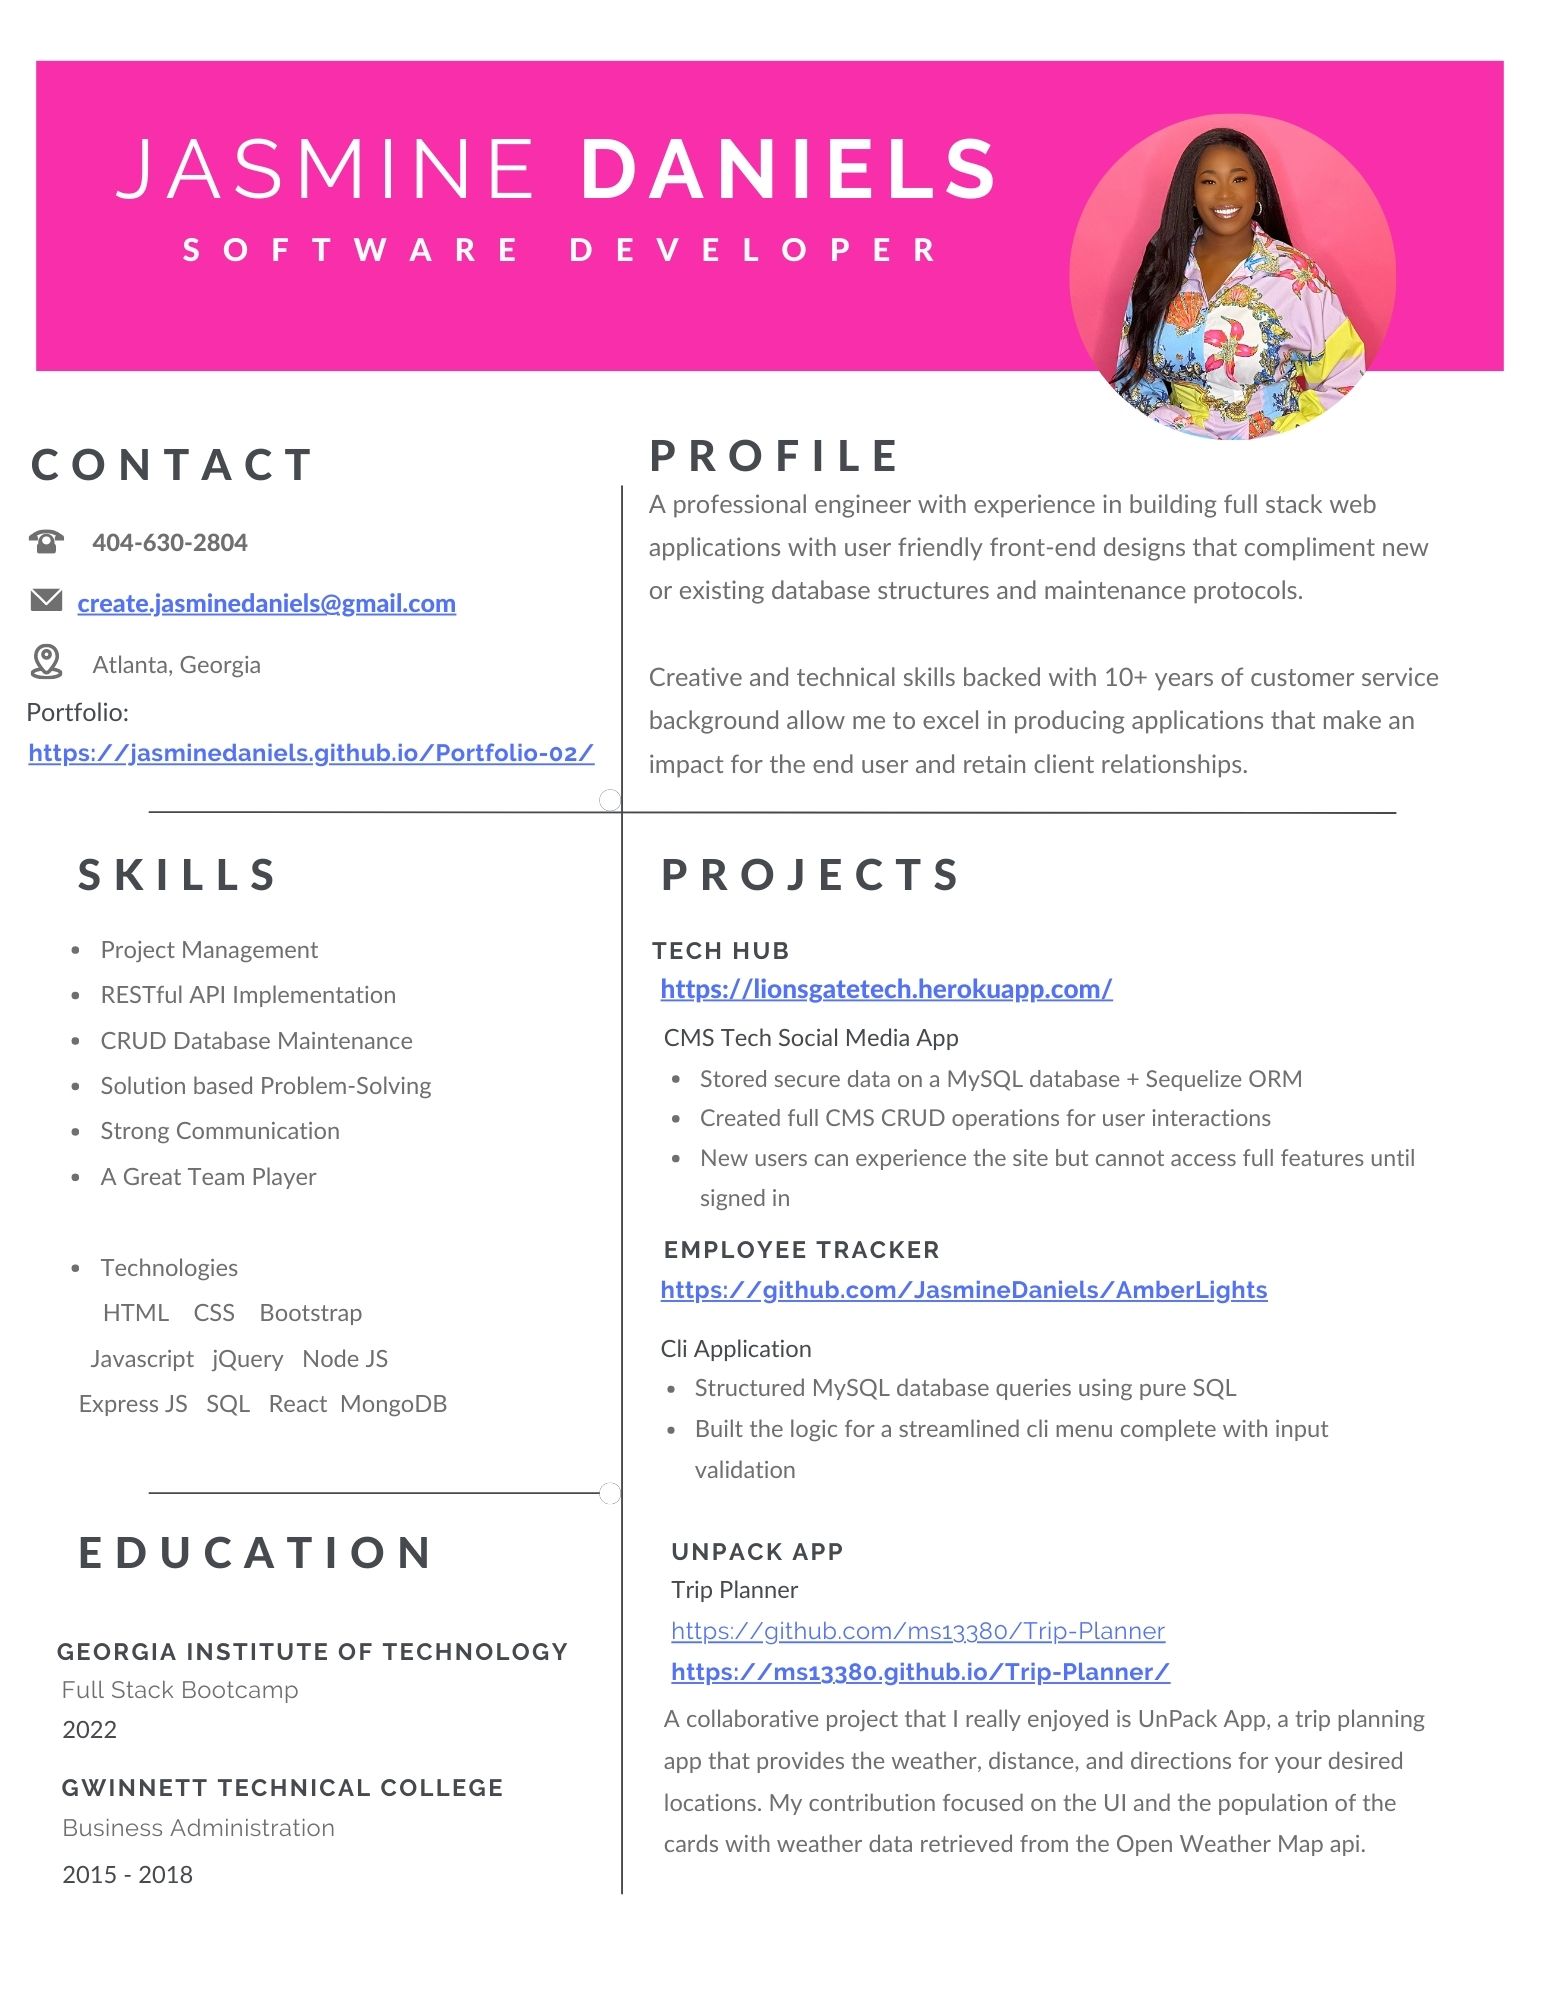 JASMINE DANIELS
SOFTWARE DEVELOPER
CONTACT
404-630-2804
create.jasminedaniels@gmail.com
Atlanta, Georgia
Portfolio:
https://jasminedaniels.github.io/Portfolio-02/
PROFILE
A professional engineer with experience in building full stack web
applications with user friendly front-end designs that compliment new
or existing database structures and maintenance protocols.
Creative and technical skills backed with 10+ years of customer service
background allow me to excel in producing applications that make an
impact for the end user and retain client relationships.
SKILLS
• Project Management
• RESTful API Implementation
• CRUD Database Maintenance
• Solution based Problem-Solving
• Strong Communication
• A Great Team Player
• Technologies
HTML CSS Bootstrap
Javascript jQuery Node JS
Express JS SQL React MongoDB
EDUCATION
GEORGIA INSTITUTE OF TECHNOLOGY
Full Stack Bootcamp
2022
GWINNETT TECHNICAL COLLEGE
Business Administration
2015 - 2018
PROJECTS
TECH HUB
https://lionsgatetech.herokuapp.com/
CMS Tech Social Media App
• Stored secure data on a MySQL database + Sequelize ORM
• Created full CMS CRUD operations for user interactions
• New users can experience the site but cannot access full features until
signed in
EMPLOYEE TRACKER
https://github.com/JasmineDaniels/AmberLights
Cli Application
• Structured MySQL database queries using pure SQL
• Built the logic for a streamlined cli menu complete with input
validation
UNPACK APP
Trip Planner
https://github.com/ms13380/Trip-Planner
https://ms13380.github.io/Trip-Planner/
A collaborative project that I really enjoyed is UnPack App, a trip planning
app that provides the weather, distance, and directions for your desired
locations. My contribution focused on the UI and the population of the
cards with weather data retrieved from the Open Weather Map api.